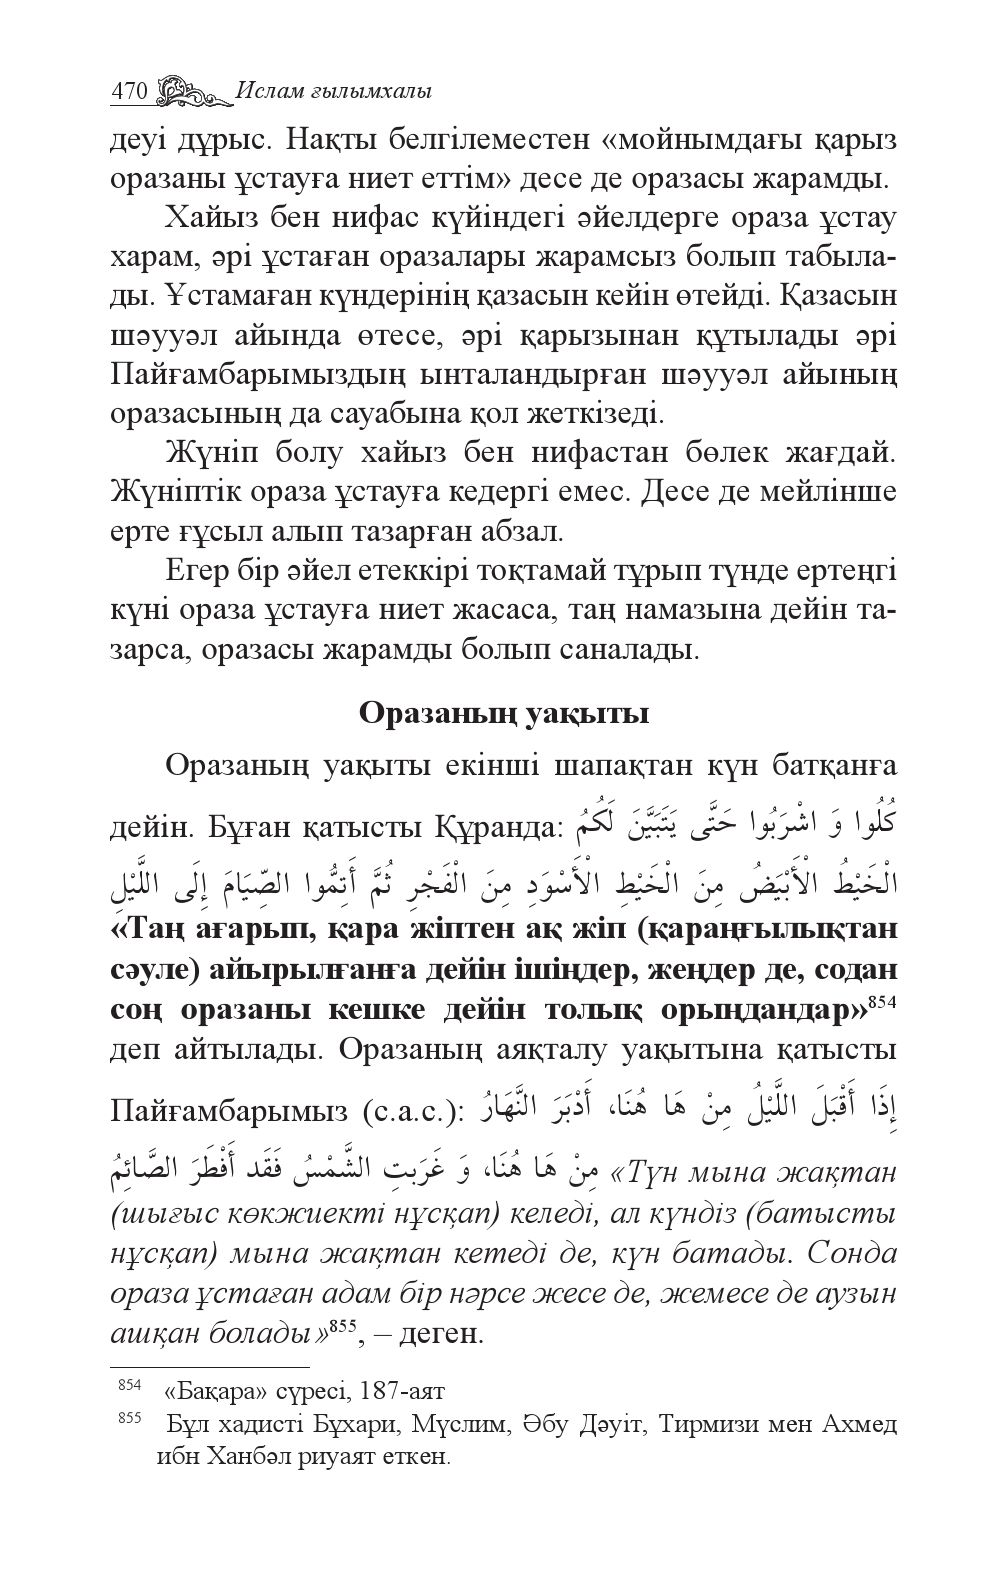 470 Ислам ғылымхалы
деуі дұрыс. Нақты белгілеместен «мойнымдағы қарыз
оразаны ұстауға ниет еттім» десе де оразасы жарамды.
Хайыз бен нифас күйіндегі әйелдерге ораза ұстау
харам, әрі ұстаған оразалары жарамсыз болып табыла-
ды. Ұстамаған күндерінің қазасын кейін өтейді. Қазасын
шәууәл айында өтесе, әрі қарызынан құтылады әрі
Пайғамбарымыздың ынталандырған шәууәл айының
оразасының да сауабына қол жеткізеді.
Жүніп болу хайыз бен нифастан бөлек жағдай.
Жүніптік ораза ұстауға кедергі емес. Десе де мейлінше
ерте ғұсыл алып тазарған абзал.
Егер бір әйел етеккірі тоқтамай тұрып түнде ертеңгі
күні ораза ұстауға ниет жасаса, таң намазына дейін та-
зарса, оразасы жарамды болып саналады.
Оразаның уақыты
Оразаның уақыты екінші шапақтан күн батқанға
дейін. Бұған қатысты Құранда: كُلُوا وَ اشْرَبُوا حَتَّى يَتَبَيَّنَ لَكُمُ
الْخَيْطُ الْأَبْيَضُ مِنَ الْخَيْطِ الْأَسْوَدِ مِنَ الْفَجْرِ ثُمَّ أَتِمُّوا الصِّيَامَ إِلَى اللَّيْلِ
«Таң ағарып, қара жіптен ақ жіп (қараңғылықтан
сәуле) айырылғанға дейін ішіңдер, жеңдер де, содан
соң оразаны кешке дейін толық орыңдандар»⁸⁵⁴
деп айтылады. Оразаның аяқталу уақытына қатысты
Пайғамбарымыз (с.а.с.): إِذَا أَقْبَلَ اللَّيْلُ مِنْ هَا هُنَا، أَدْبَرَ النَّهَارُ
مِنْ هَا هُنَا، وَ غَرَبتِ الشَّمْسُ فَقَد أَفْطَرَ الصَّائِمُ «Түн мына жақтан
(шығыс көкжиекті нұсқап) келеді, ал күндіз (батысты
нұсқап) мына жақтан кетеді де, күн батады. Сонда
ораза ұстаған адам бір нәрсе жесе де, жемесе де аузын
ашқан болады»⁸⁵⁵, – деген.
854 «Бақара» сүресі, 187-аят
855 Бұл хадисті Бұхари, Мүслим, Әбу Дәуіт, Тирмизи мен Ахмед
ибн Ханбәл риуаят еткен.